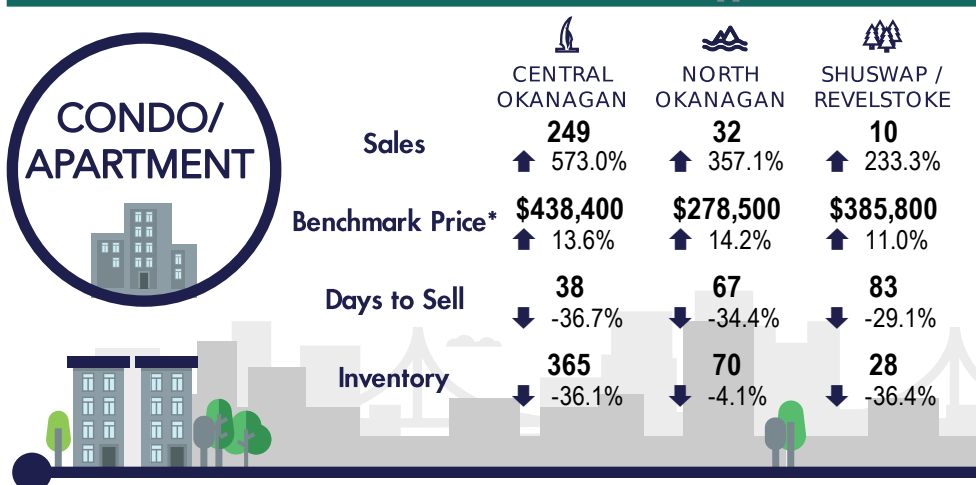 CONDO/
APARTMENT
CENTRAL
OKANAGAN
NORTH
OKANAGAN
SHUSWAP /
REVELSTOKE
Sales
249
573.0%
32
357.1%
10
233.3%
Benchmark Price*
$438,400
13.6%
$278,500
14.2%
$385,800
11.0%
Days to Sell
38
-36.7%
67
-34.4%
83
-29.1%
Inventory
365
-36.1%
70
-4.1%
28
-36.4%